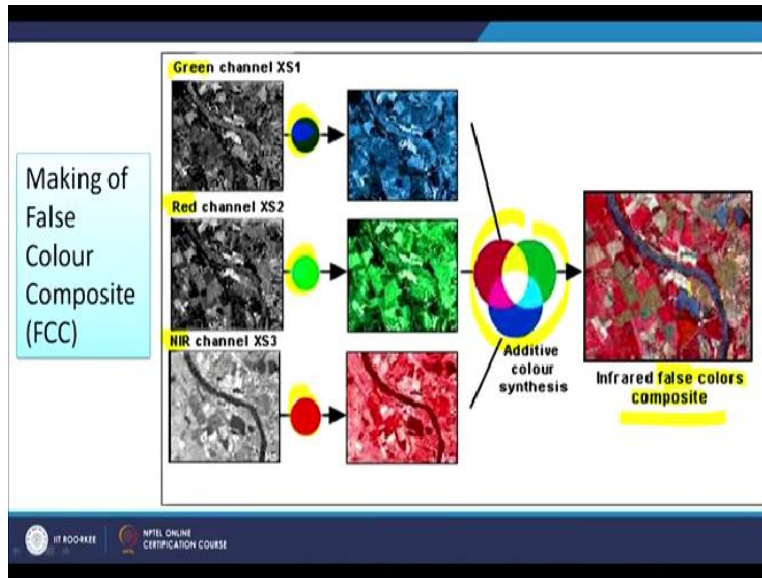 Making of
False
Colour
Composite
(FCC)
Green channel XS1
Red channel XS2
NIR channel XS3
Additive
colour
synthesis
Infrared false colors
composite
IIT ROORKEE
NPTEL ONLINE
CERTIFICATION COURSE